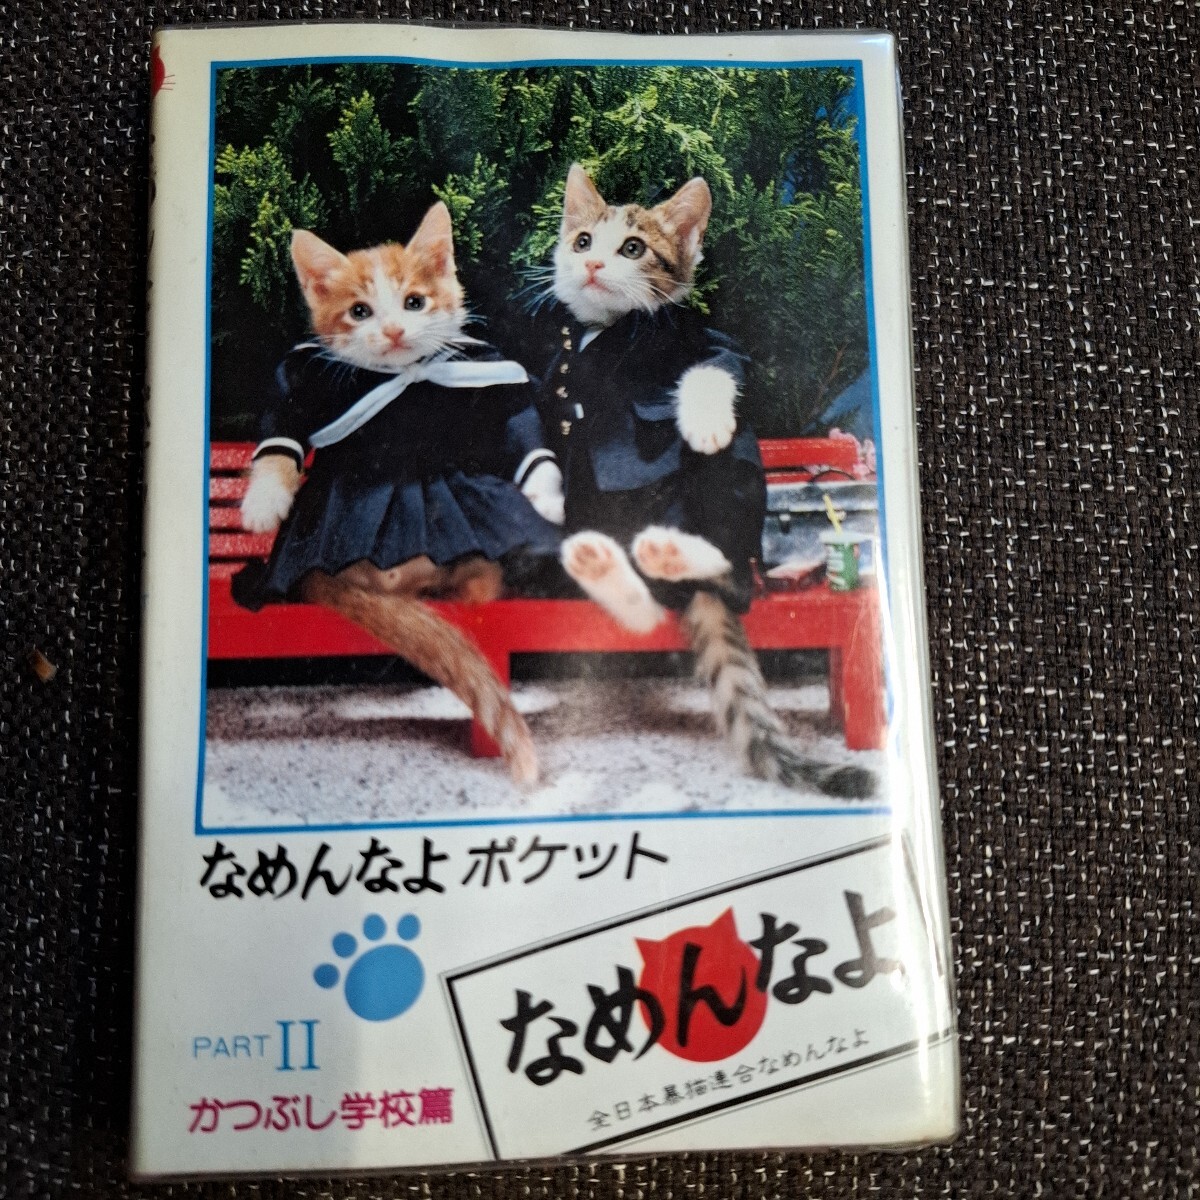 なめんなよ ポケット
PART II
かつぶし学校篇
なめんなよ
全日本暴猫連合なめんなよ
7up